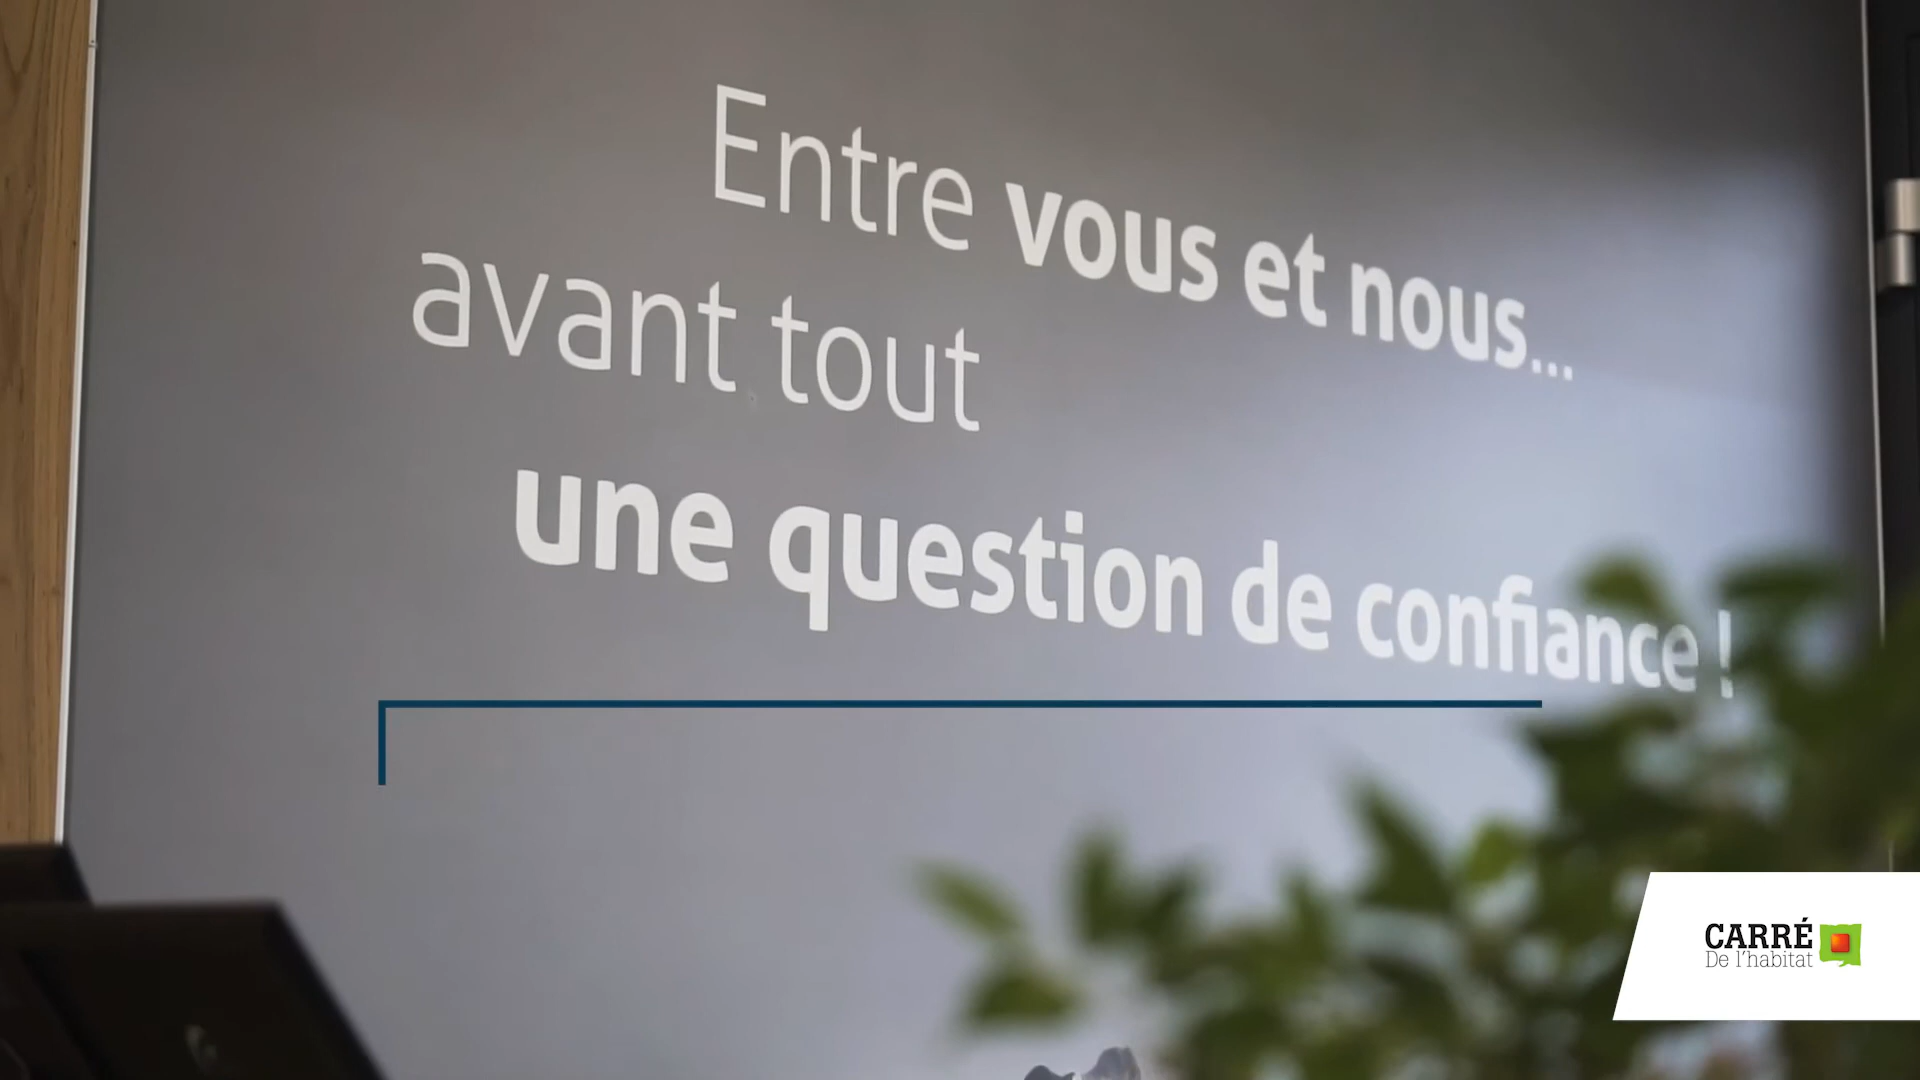 Entre vous et nous...
avant tout
une question de confiance !
CARRÉ
De l'habitat